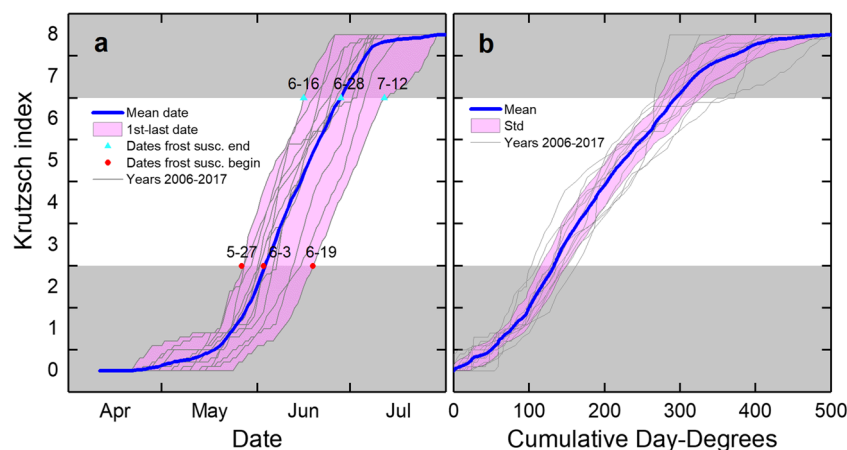 a
b
8
7
6
5
4
3
2
1
0
Krutzsch index
6-16
6-28
7-12
Mean date
1st-last date
Dates frost susc. end
Dates frost susc. begin
Years 2006-2017
5-27
6-3
6-19
Apr
May
Jun
Jul
Date
Mean
Std
Years 2006-2017
0
100
200
300
400
500
Cumulative Day-Degrees